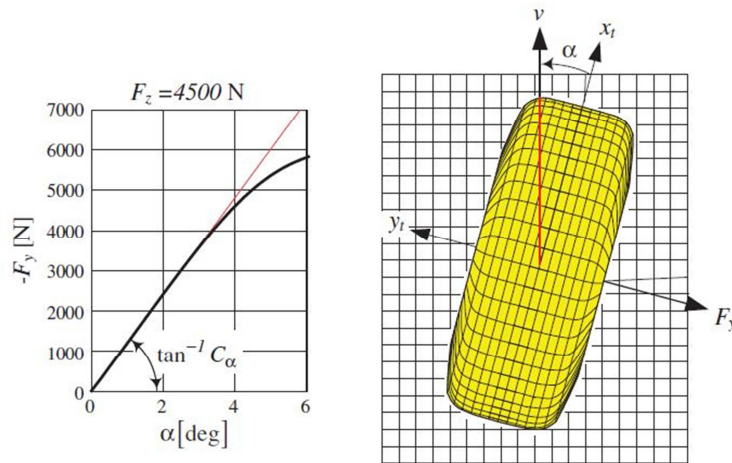 F_z =4500 N
7000
6000
5000
4000
3000
2000
1000
0
-F_y [N]
tan⁻¹ C_α
0 2 4 6
α[deg]
v
x_t
α
y_t
F_y